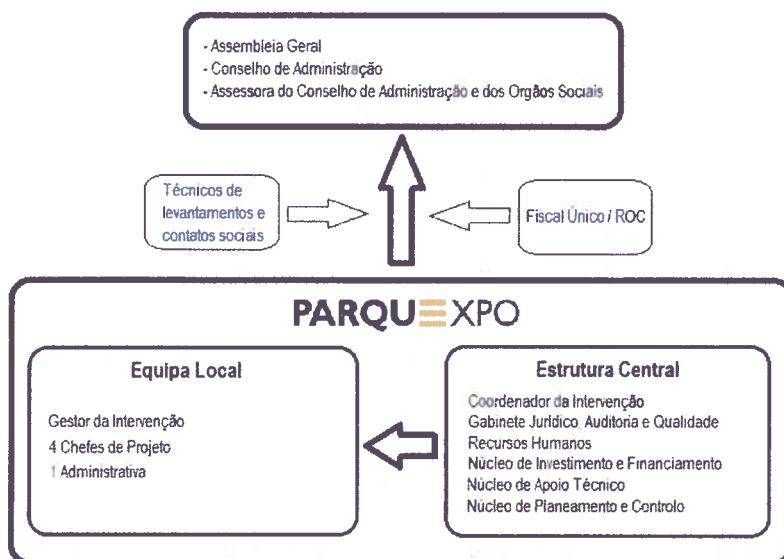 - Assembleia Geral
- Conselho de Administração
- Assessora do Conselho de Administração e dos Orgãos Sociais
Técnicos de
levantamentos e
contatos sociais
Fiscal Único / ROC
PARQUEXPO
Equipa Local
Gestor da Intervenção
4 Chefes de Projeto
1 Administrativa
Estrutura Central
Coordenador da Intervenção
Gabinete Jurídico, Auditoria e Qualidade
Recursos Humanos
Núcleo de Investimento e Financiamento
Núcleo de Apoio Técnico
Núcleo de Planeamento e Controlo